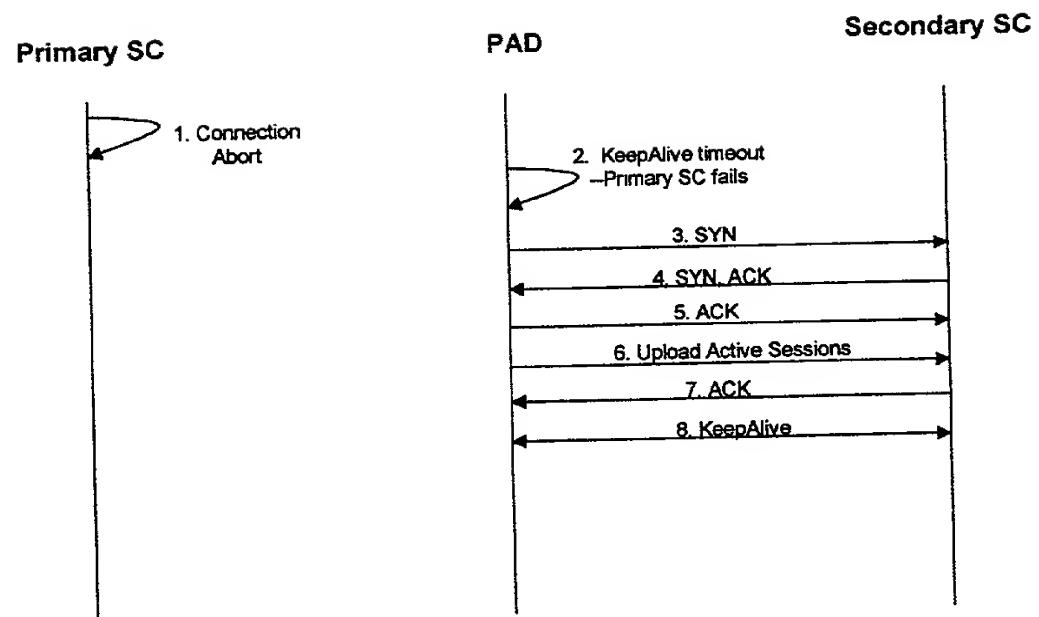 Primary SC
PAD
Secondary SC
1. Connection
Abort
2. KeepAlive timeout
–Primary SC fails
3. SYN
4. SYN, ACK
5. ACK
6. Upload Active Sessions
7. ACK
8. KeepAlive